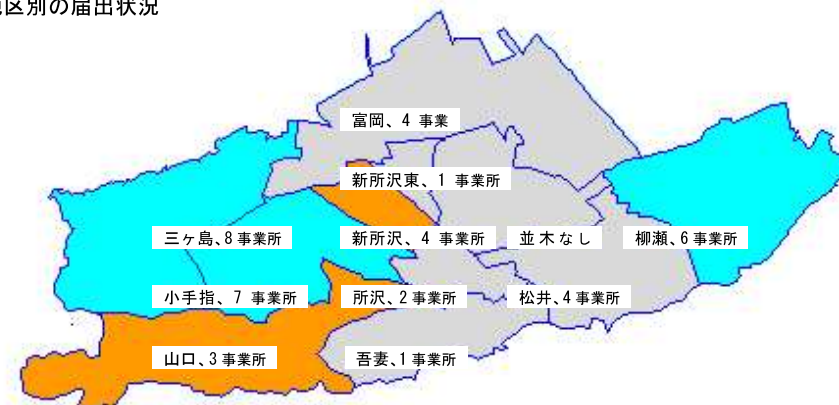 区別の届出状況
富岡、4 事業
新所沢東、1 事業所
三ヶ島、8 事業所
新所沢、4 事業所
並木なし
柳瀬、6 事業所
小手指、7 事業所
所沢、2 事業所
松井、4 事業所
山口、3 事業所
吾妻、1 事業所